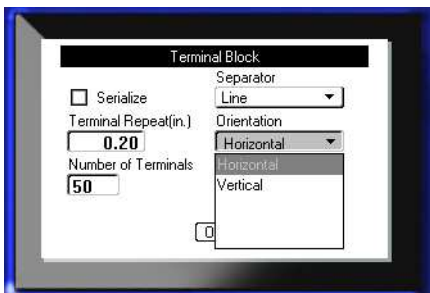 Terminal Block
Separator
Serialize
Line
Terminal Repeat(in.)
Orientation
0.20
Horizontal
Number of Terminals
Horizontal
50
Vertical
O